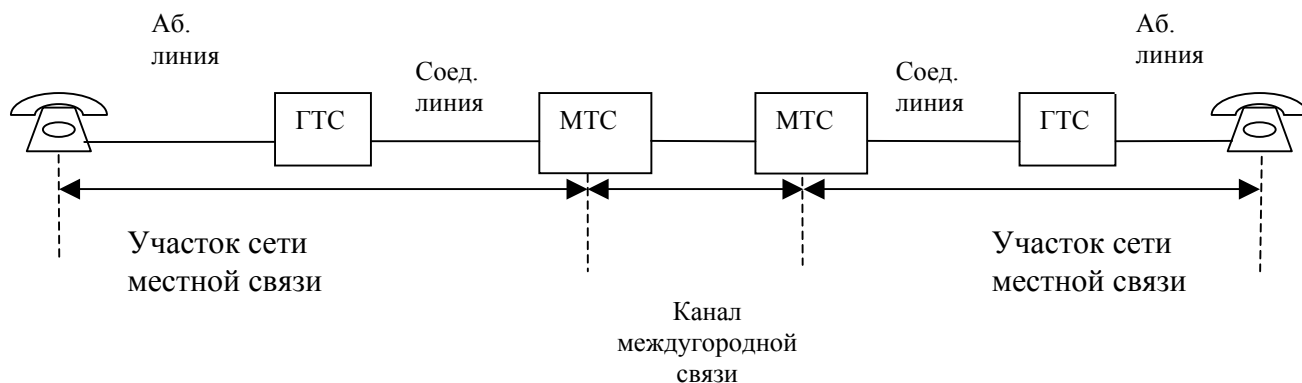 Аб.
линия
Аб.
линия
Соед.
линия
Соед.
линия
ГТС
МТС
МТС
ГТС
Участок сети
местной связи
Участок сети
местной связи
Канал
междугородной
связи